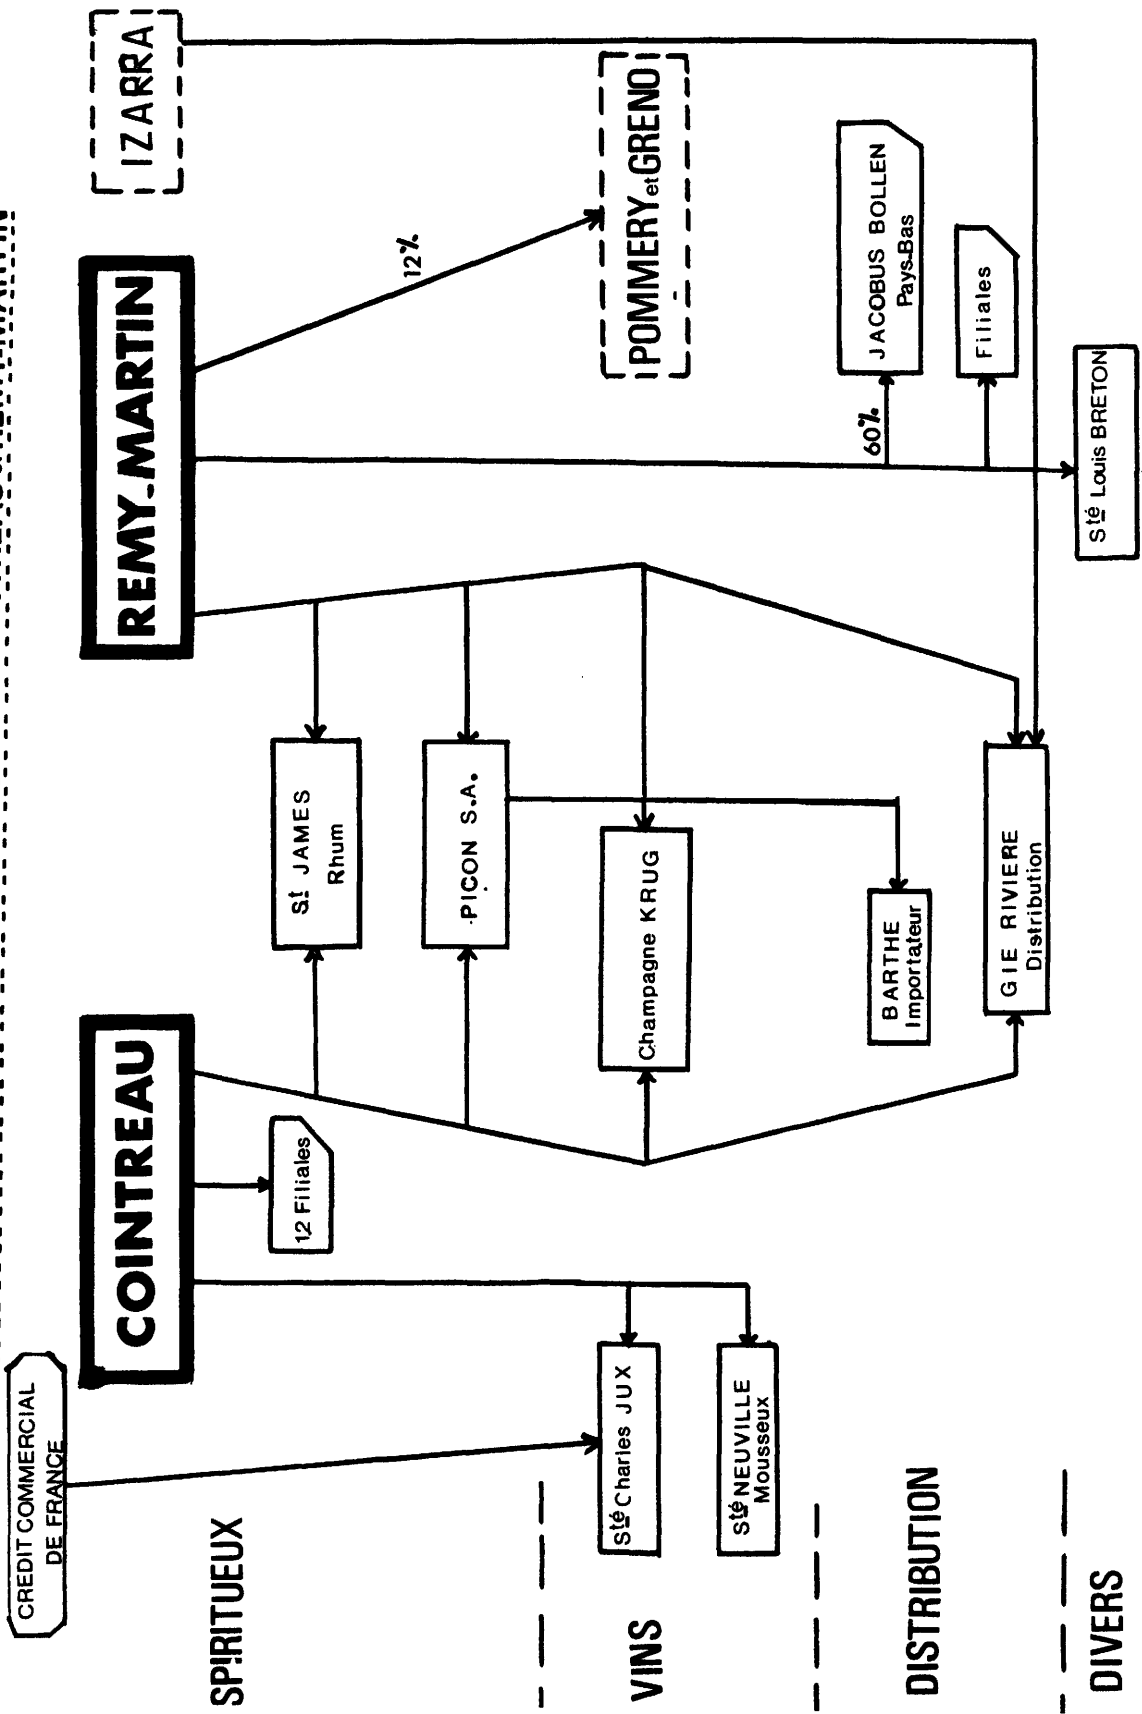 CREDIT COMMERCIAL
DE FRANCE
COINTREAU
REMY-MARTIN
IZARRA
SPIRITUEUX
12 Filiales
St JAMES
Rhum
PICON S.A.
12%
VINS
Sté Charles JUX
Sté NEUVILLE
Mousseux
Champagne KRUG
POMMERY et GRENO
DISTRIBUTION
BARTHE
Importateur
GIE RIVIERE
Distribution
60%
JACOBUS BOLLEN
Pays-Bas
Filiales
DIVERS
Sté Louis BRETON